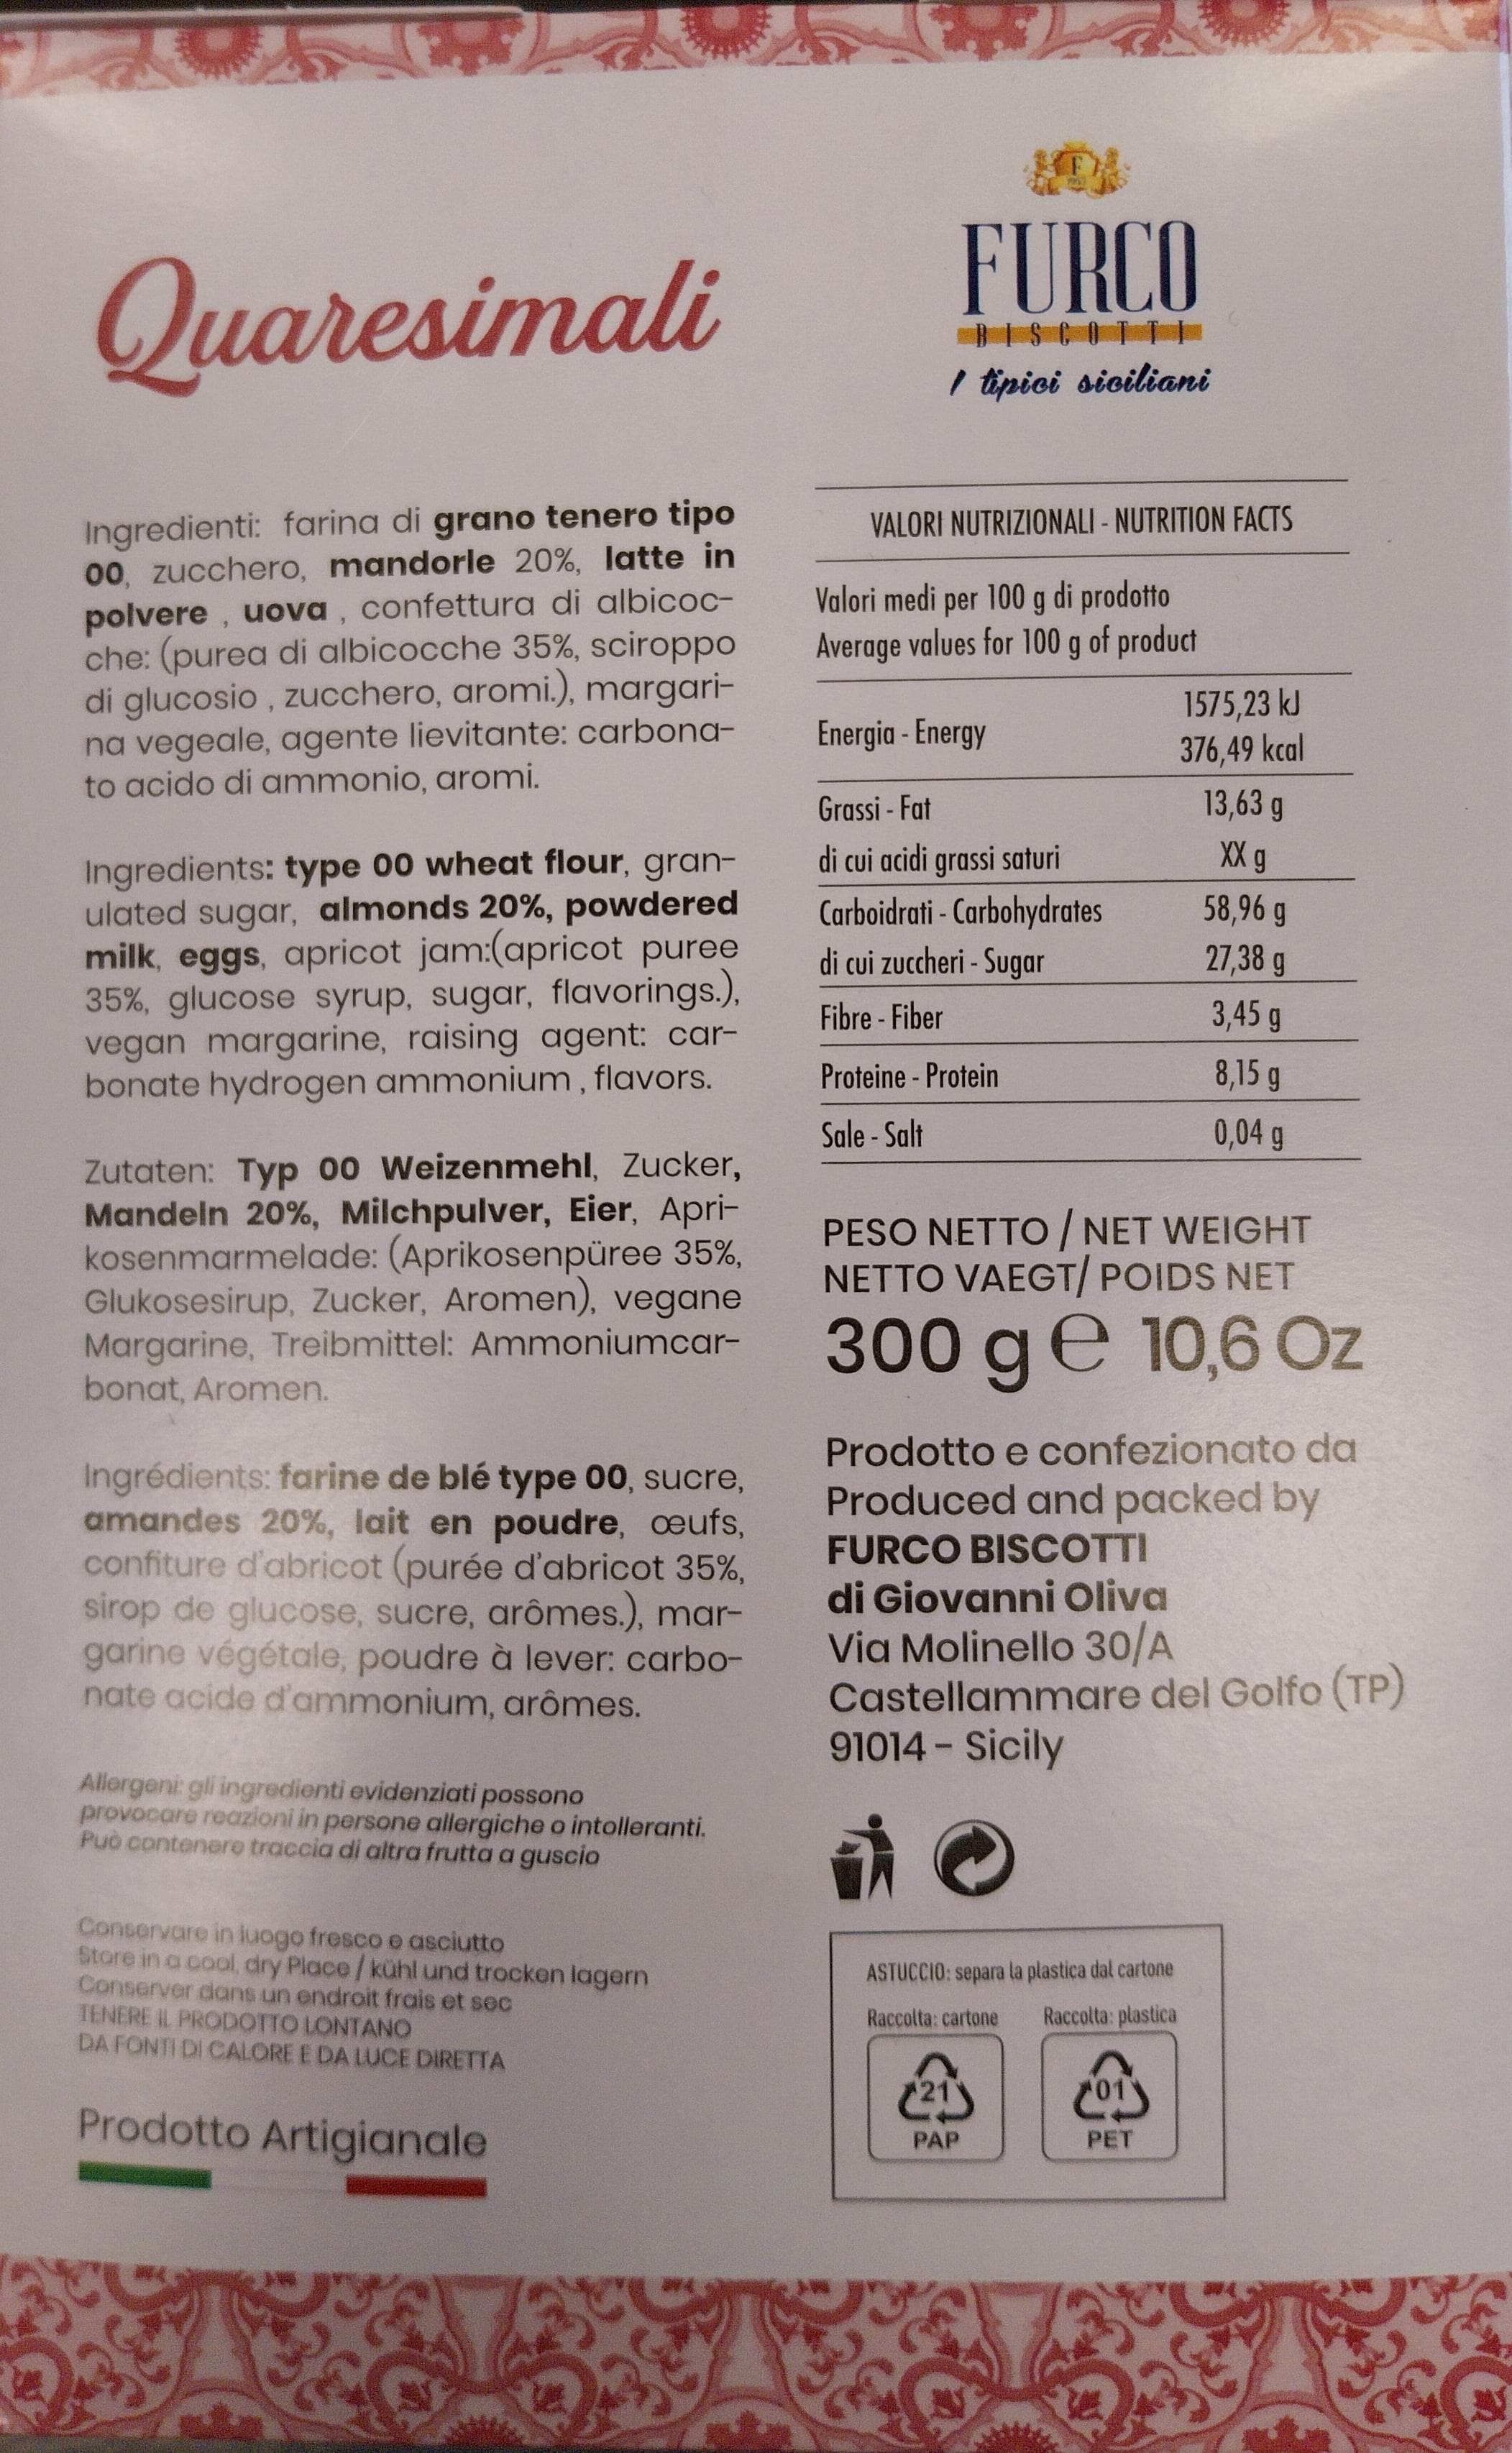 Quaresimali
Ingredienti: farina di grano tenero tipo
00, zucchero, mandorle 20%, latte in
polvere , uova , confettura di albicoc-
che: (purea di albicocche 35%, sciroppo
di glucosio , zucchero, aromi.), margari-
na vegeale, agente lievitante: carbona-
to acido di ammonio, aromi.
Ingredients: type 00 wheat flour, gran-
ulated sugar, almonds 20%, powdered
milk, eggs, apricot jam:(apricot puree
35%, glucose syrup, sugar, flavorings.),
vegan margarine, raising agent: car-
bonate hydrogen ammonium , flavors.
Zutaten: Typ 00 Weizenmehl, Zucker,
Mandeln 20%, Milchpulver, Eier, Apri-
kosenmarmelade: (Aprikosenpüree 35%,
Glukosesirup, Zucker, Aromen), vegane
Margarine, Treibmittel: Ammoniumcar-
bonat, Aromen.
Ingrédients: farine de blé type 00, sucre,
amandes 20%, lait en poudre, œufs,
confiture d'abricot (purée d'abricot 35%,
sirop de glucose, sucre, arômes.), mar-
garine végétale, poudre à lever: carbo-
nate acide d'ammonium, arômes.
Allergeni: gli ingredienti evidenziati possono
provocare reazioni in persone allergiche o intolleranti.
Può contenere traccia di altra frutta a guscio
Conservare in luogo fresco e asciutto
Store in a cool, dry Place / kühl und trocken lagern
Conserver dans un endroit frais et sec
TENERE IL PRODOTTO LONTANO
DA FONTI DI CALORE E DA LUCE DIRETTA
Prodotto Artigianale
F
FURCO
BISCOTTI
I tipici siciliani
VALORI NUTRIZIONALI - NUTRITION FACTS
Valori medi per 100 g di prodotto
Average values for 100 g of product
Energia - Energy 1575,23 kJ
376,49 kcal
Grassi - Fat 13,63 g
di cui acidi grassi saturi XX g
Carboidrati - Carbohydrates 58,96 g
di cui zuccheri - Sugar 27,38 g
Fibre - Fiber 3,45 g
Proteine - Protein 8,15 g
Sale - Salt 0,04 g
PESO NETTO / NET WEIGHT
NETTO VAEGT/ POIDS NET
300 g ℮ 10,6 Oz
Prodotto e confezionato da
Produced and packed by
FURCO BISCOTTI
di Giovanni Oliva
Via Molinello 30/A
Castellammare del Golfo (TP)
91014 - Sicily
ASTUCCIO: separa la plastica dal cartone
Raccolta: cartone Raccolta: plastica
21 01
PAP PET